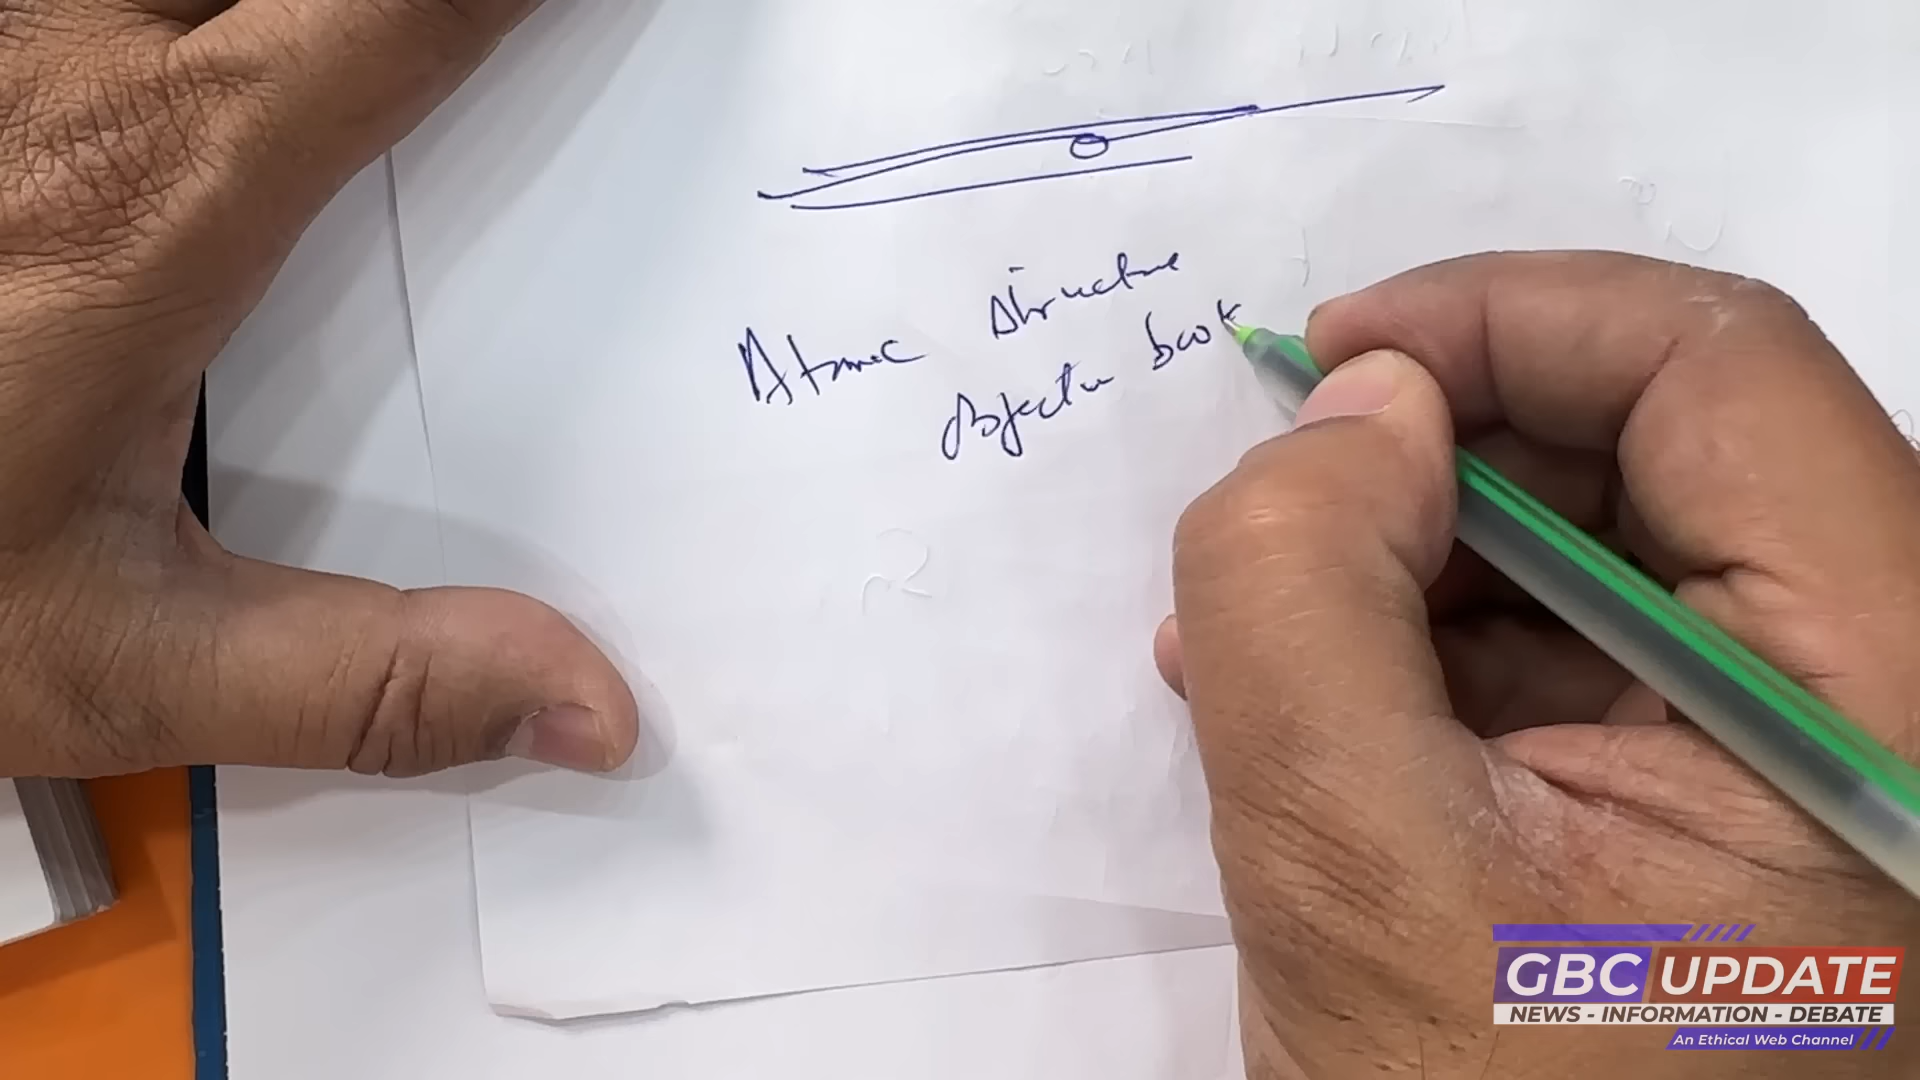 Atomic structure
objective book
GBC UPDATE
NEWS - INFORMATION - DEBATE
An Ethical Web Channel